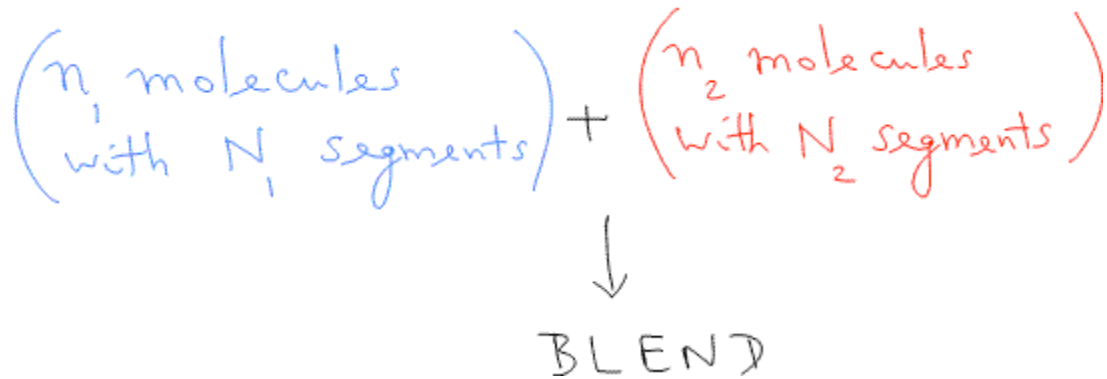 (n₁ molecules with N₁ segments) + (n₂ molecules with N₂ segments)
↓
BLEND